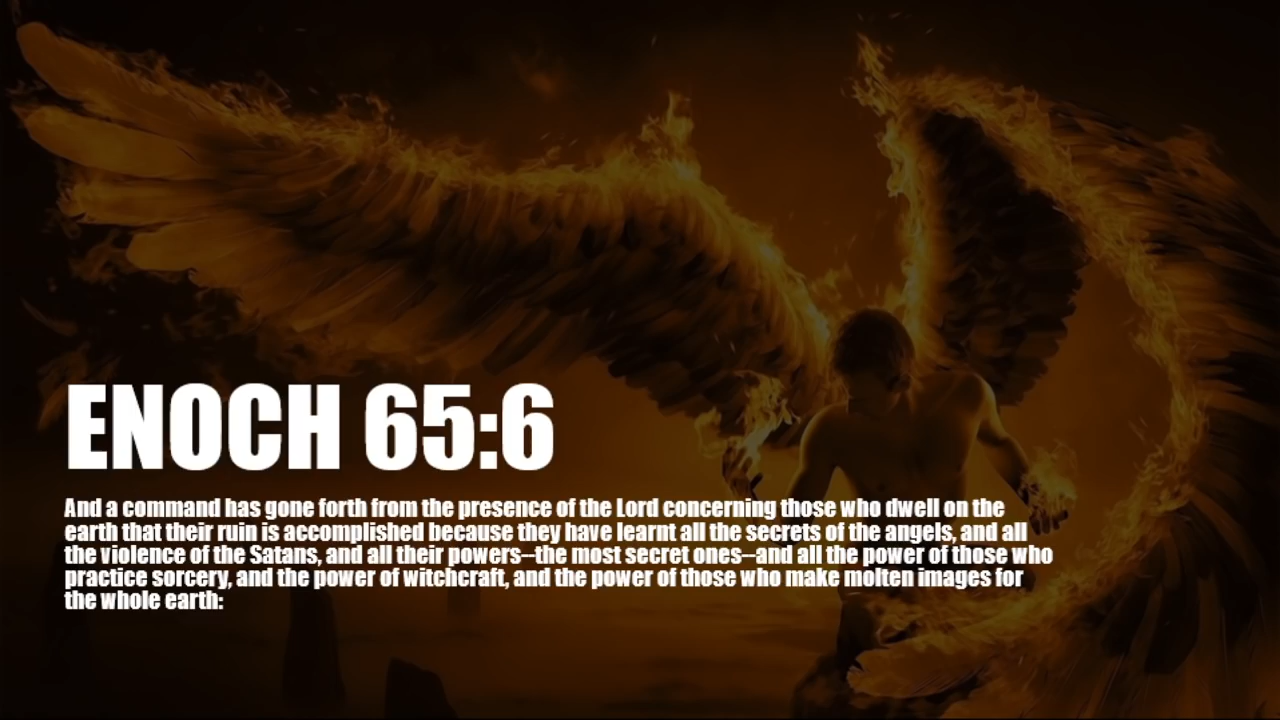 ENOCH 65:6
And a command has gone forth from the presence of the Lord concerning those who dwell on the
earth that their ruin is accomplished because they have learnt all the secrets of the angels, and all
the violence of the Satans, and all their powers--the most secret ones--and all the power of those who
practice sorcery, and the power of witchcraft, and the power of those who make molten images for
the whole earth: